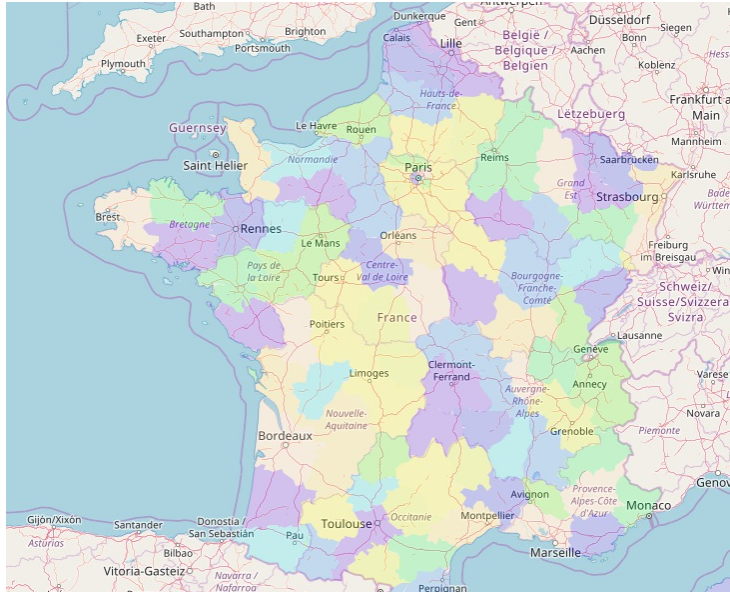 Bath
Exeter
Southampton
Brighton
Portsmouth
Plymouth
Dunkerque
Gent
Antwerpen
Calais
Lille
België /
Belgique /
Belgien
Düsseldorf
Siegen
Bonn
Aachen
Koblenz
Hess
Frankfurt a
Main
Mannheim
Karlsruhe
Bade
Württem
Hauts-de-
France
Lëtzebuerg
Guernsey
Saint Helier
Le Havre
Rouen
Normandie
Paris
Reims
Saarbrücken
Grand
Est
Strasbourg
Brest
Bretagne
Rennes
Le Mans
Orléans
Freiburg
im Breisgau
Pays de
la Loire
Tours
Centre-
Val de Loire
Bourgogne-
Franche-
Comté
Win
Schweiz/
Suisse/Svizzera
Svizra
Poitiers
France
Lausanne
Genève
Limoges
Clermont-
Ferrand
Annecy
Varese
Auvergne-
Rhône-
Alpes
Novara
Nouvelle-
Aquitaine
Bordeaux
Grenoble
Piemonte
Genov
Provence-
Alpes-Côte
d'Azur
Avignon
Monaco
Gijón/Xixón
Santander
Donostia /
San Sebastián
Toulouse
Occitanie
Montpellier
Asturias
Pau
Marseille
Bilbao
Vitoria-Gasteiz
Navarra /
Nafarroa
Perpignan